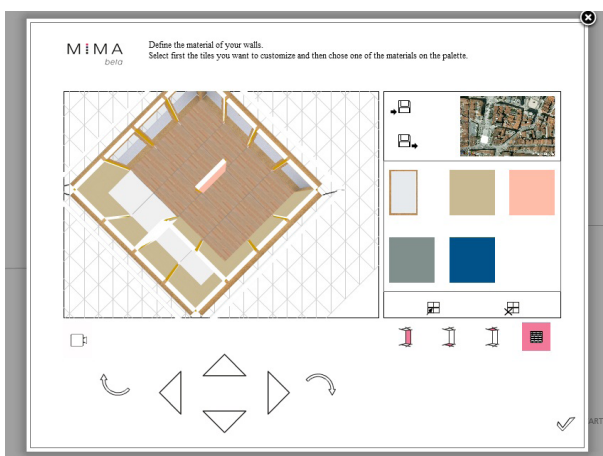 MIMA
beta
Define the material of your walls.
Select first the tiles you want to customize and then chose one of the materials on the palette.
ART